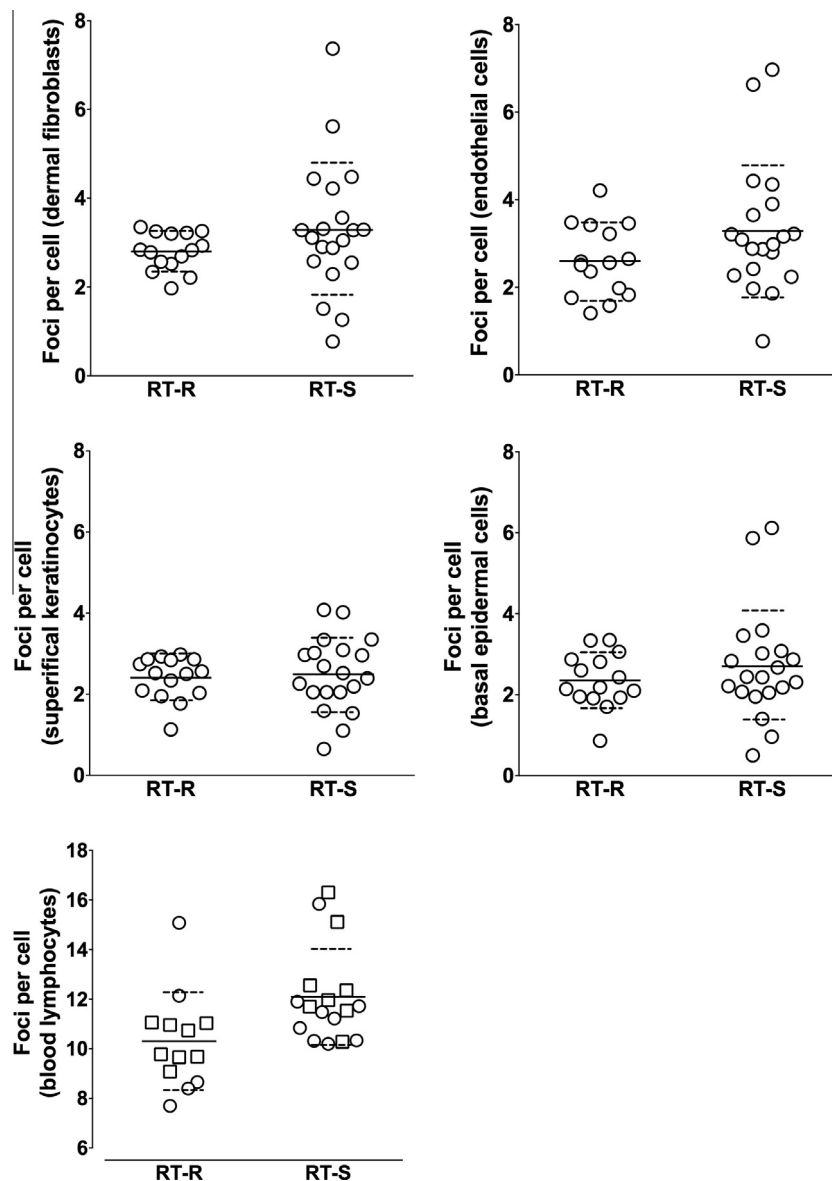 Foci per cell (dermal fibroblasts)
8
6
4
2
0
RT-R
RT-S
Foci per cell (endothelial cells)
8
6
4
2
0
RT-R
RT-S
Foci per cell
(superifical keratinocytes)
8
6
4
2
0
RT-R
RT-S
Foci per cell
(basal epidermal cells)
8
6
4
2
0
RT-R
RT-S
Foci per cell
(blood lymphocytes)
18
16
14
12
10
8
6
RT-R
RT-S